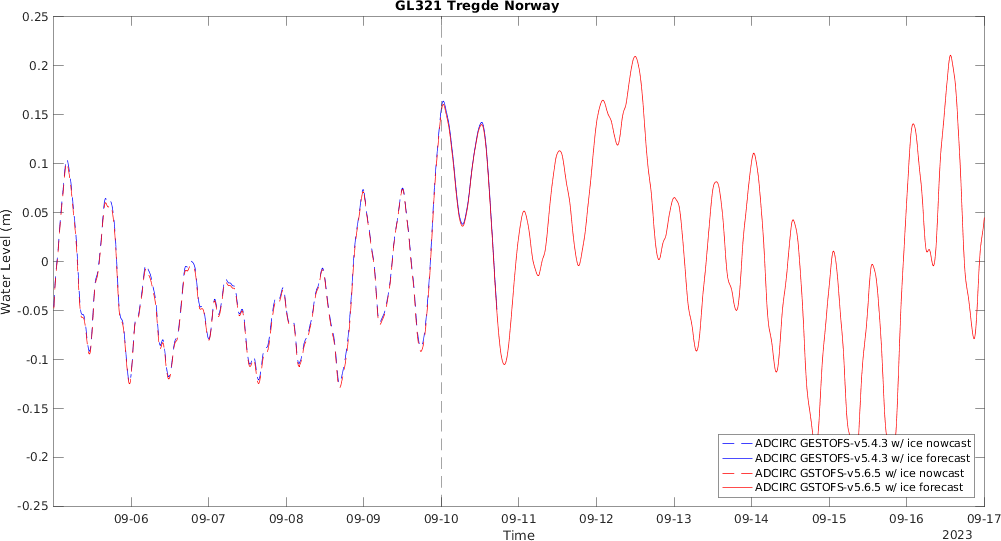 GL321 Tregde Norway
0.25
0.2
0.15
0.1
0.05
0
-0.05
-0.1
-0.15
-0.2
-0.25
Water Level (m)
09-06 09-07 09-08 09-09 09-10 09-11 09-12 09-13 09-14 09-15 09-16 09-17
Time
2023
ADCIRC GESTOFS-v5.4.3 w/ ice nowcast
ADCIRC GESTOFS-v5.4.3 w/ ice forecast
ADCIRC GSTOFS-v5.6.5 w/ ice nowcast
ADCIRC GSTOFS-v5.6.5 w/ ice forecast